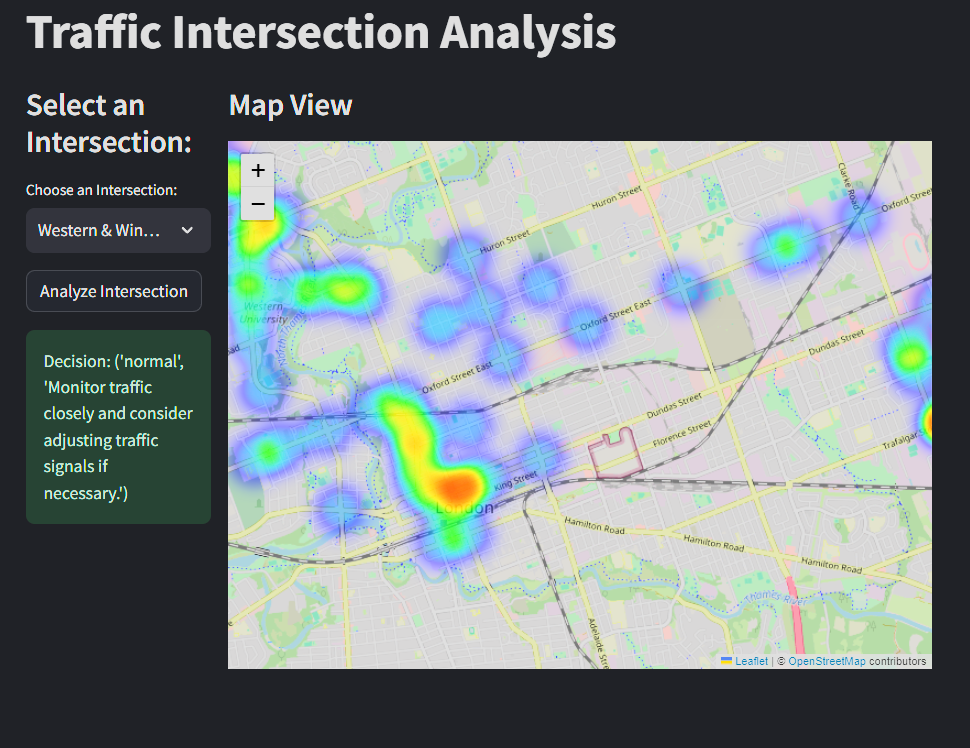 Traffic Intersection Analysis
Select an
Intersection:
Choose an Intersection:
Western & Win...
Analyze Intersection
Decision: ('normal',
'Monitor traffic
closely and consider
adjusting traffic
signals if
necessary.')
Map View
+
−
Clarke Road
Huron Street
Oxford Street
Huron Street
Western
University
Oxford Street East
Dundas Street
Oxford Street East
Dundas Street
Florence Street
Trafalgar
King Street
London
Hamilton Road
Hamilton Road
Hamilton Road
Thames River
Adelaide Stre
Leaflet | © OpenStreetMap contributors